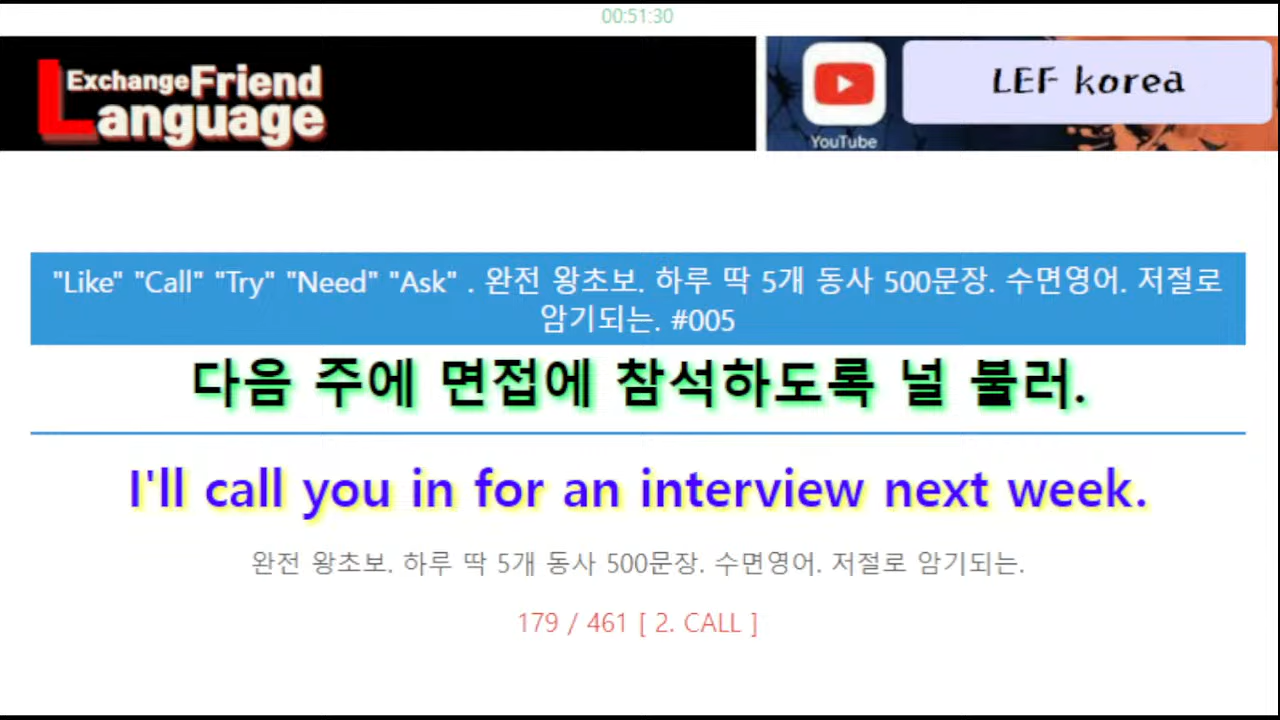 00:51:30
ExchangeFriend
Language
LEF korea
YouTube
"Like" "Call" "Try" "Need" "Ask" . 완전 왕초보. 하루 딱 5개 동사 500문장. 수면영어. 저절로
암기되는. #005
다음 주에 면접에 참석하도록 널 불러.
I'll call you in for an interview next week.
완전 왕초보. 하루 딱 5개 동사 500문장. 수면영어. 저절로 암기되는.
179 / 461 [ 2. CALL ]